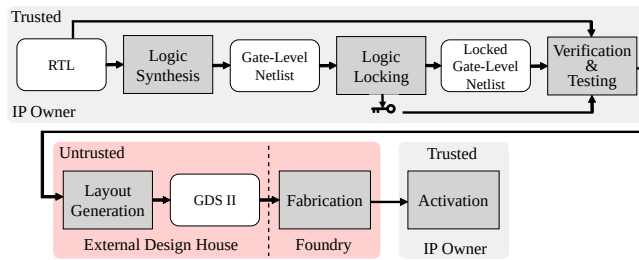 Trusted
RTL
Logic
Synthesis
Gate-Level
Netlist
Logic
Locking
Locked
Gate-Level
Netlist
Verification
&
Testing
IP Owner
Untrusted
Layout
Generation
GDS II
Fabrication
External Design House
Foundry
Trusted
Activation
IP Owner